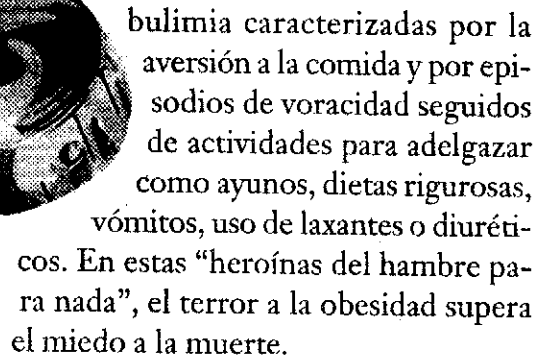 bulimia caracterizadas por la
aversión a la comida y por epi-
sodios de voracidad seguidos
de actividades para adelgazar
como ayunos, dietas rigurosas,
vómitos, uso de laxantes o diuréti-
cos. En estas “heroínas del hambre pa-
ra nada”, el terror a la obesidad supera
el miedo a la muerte.